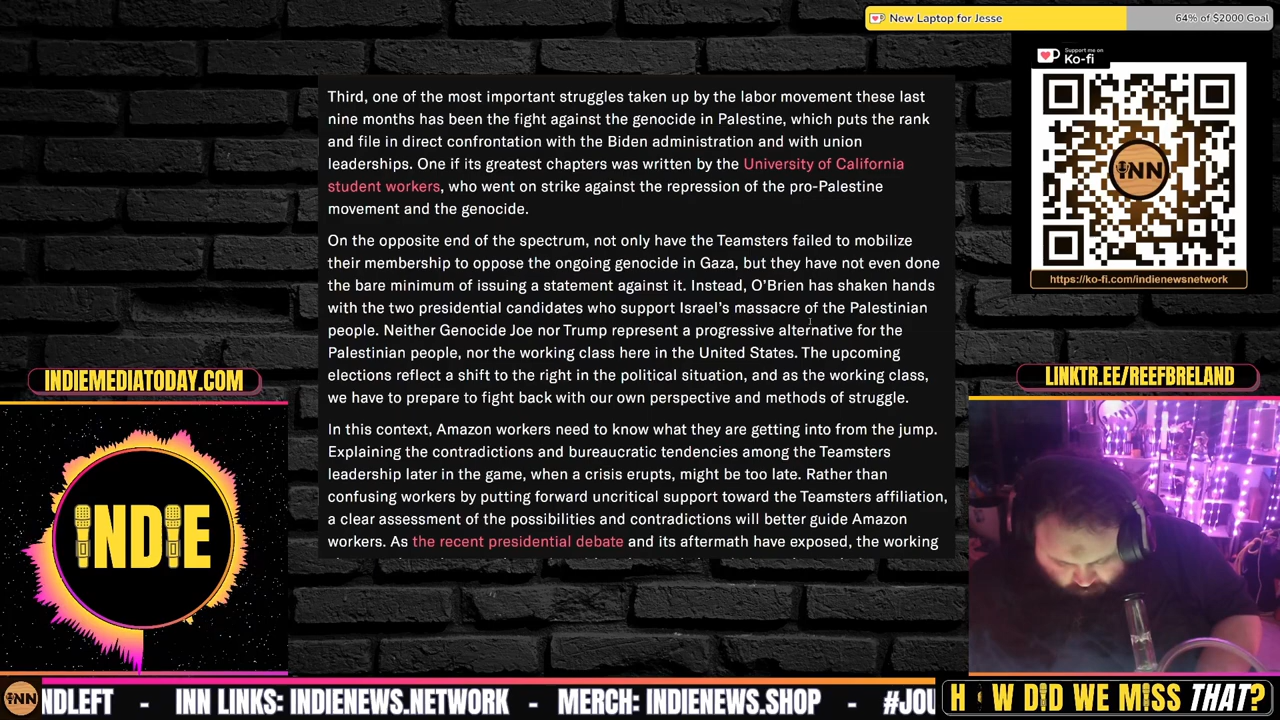 New Laptop for Jesse
64% of $2000 Goal
Support me on
Ko-fi
INN
https://ko-fi.com/indienewsnetwork
Third, one of the most important struggles taken up by the labor movement these last
nine months has been the fight against the genocide in Palestine, which puts the rank
and file in direct confrontation with the Biden administration and with union
leaderships. One if its greatest chapters was written by the University of California
student workers, who went on strike against the repression of the pro-Palestine
movement and the genocide.
On the opposite end of the spectrum, not only have the Teamsters failed to mobilize
their membership to oppose the ongoing genocide in Gaza, but they have not even done
the bare minimum of issuing a statement against it. Instead, O’Brien has shaken hands
with the two presidential candidates who support Israel’s massacre of the Palestinian
people. Neither Genocide Joe nor Trump represent a progressive alternative for the
Palestinian people, nor the working class here in the United States. The upcoming
elections reflect a shift to the right in the political situation, and as the working class,
we have to prepare to fight back with our own perspective and methods of struggle.
In this context, Amazon workers need to know what they are getting into from the jump.
Explaining the contradictions and bureaucratic tendencies among the Teamsters
leadership later in the game, when a crisis erupts, might be too late. Rather than
confusing workers by putting forward uncritical support toward the Teamsters affiliation,
a clear assessment of the possibilities and contradictions will better guide Amazon
workers. As the recent presidential debate and its aftermath have exposed, the working
INDIEMEDIATODAY.COM
LINKTR.EE/REEFBRELAND
INDIE
INN
NDLEFT - INN LINKS: INDIENEWS.NETWORK - MERCH: INDIENEWS.SHOP - #JOU
HOW DID WE MISS THAT?